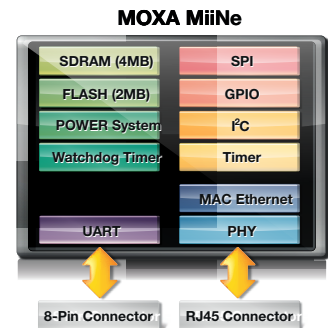 MOXA MiiNe
SDRAM (4MB)
FLASH (2MB)
POWER System
Watchdog Timer
UART
SPI
GPIO
I²C
Timer
MAC Ethernet
PHY
8-Pin Connector
RJ45 Connector